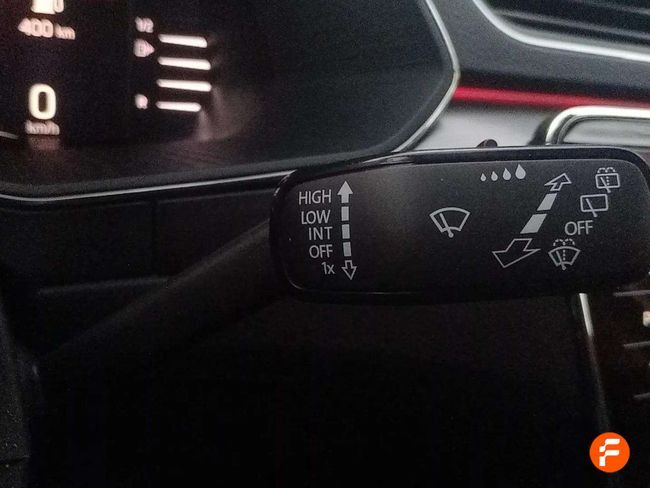 400 km
1/2
R
0
km/h
HIGH
LOW
INT
OFF
1x
OFF